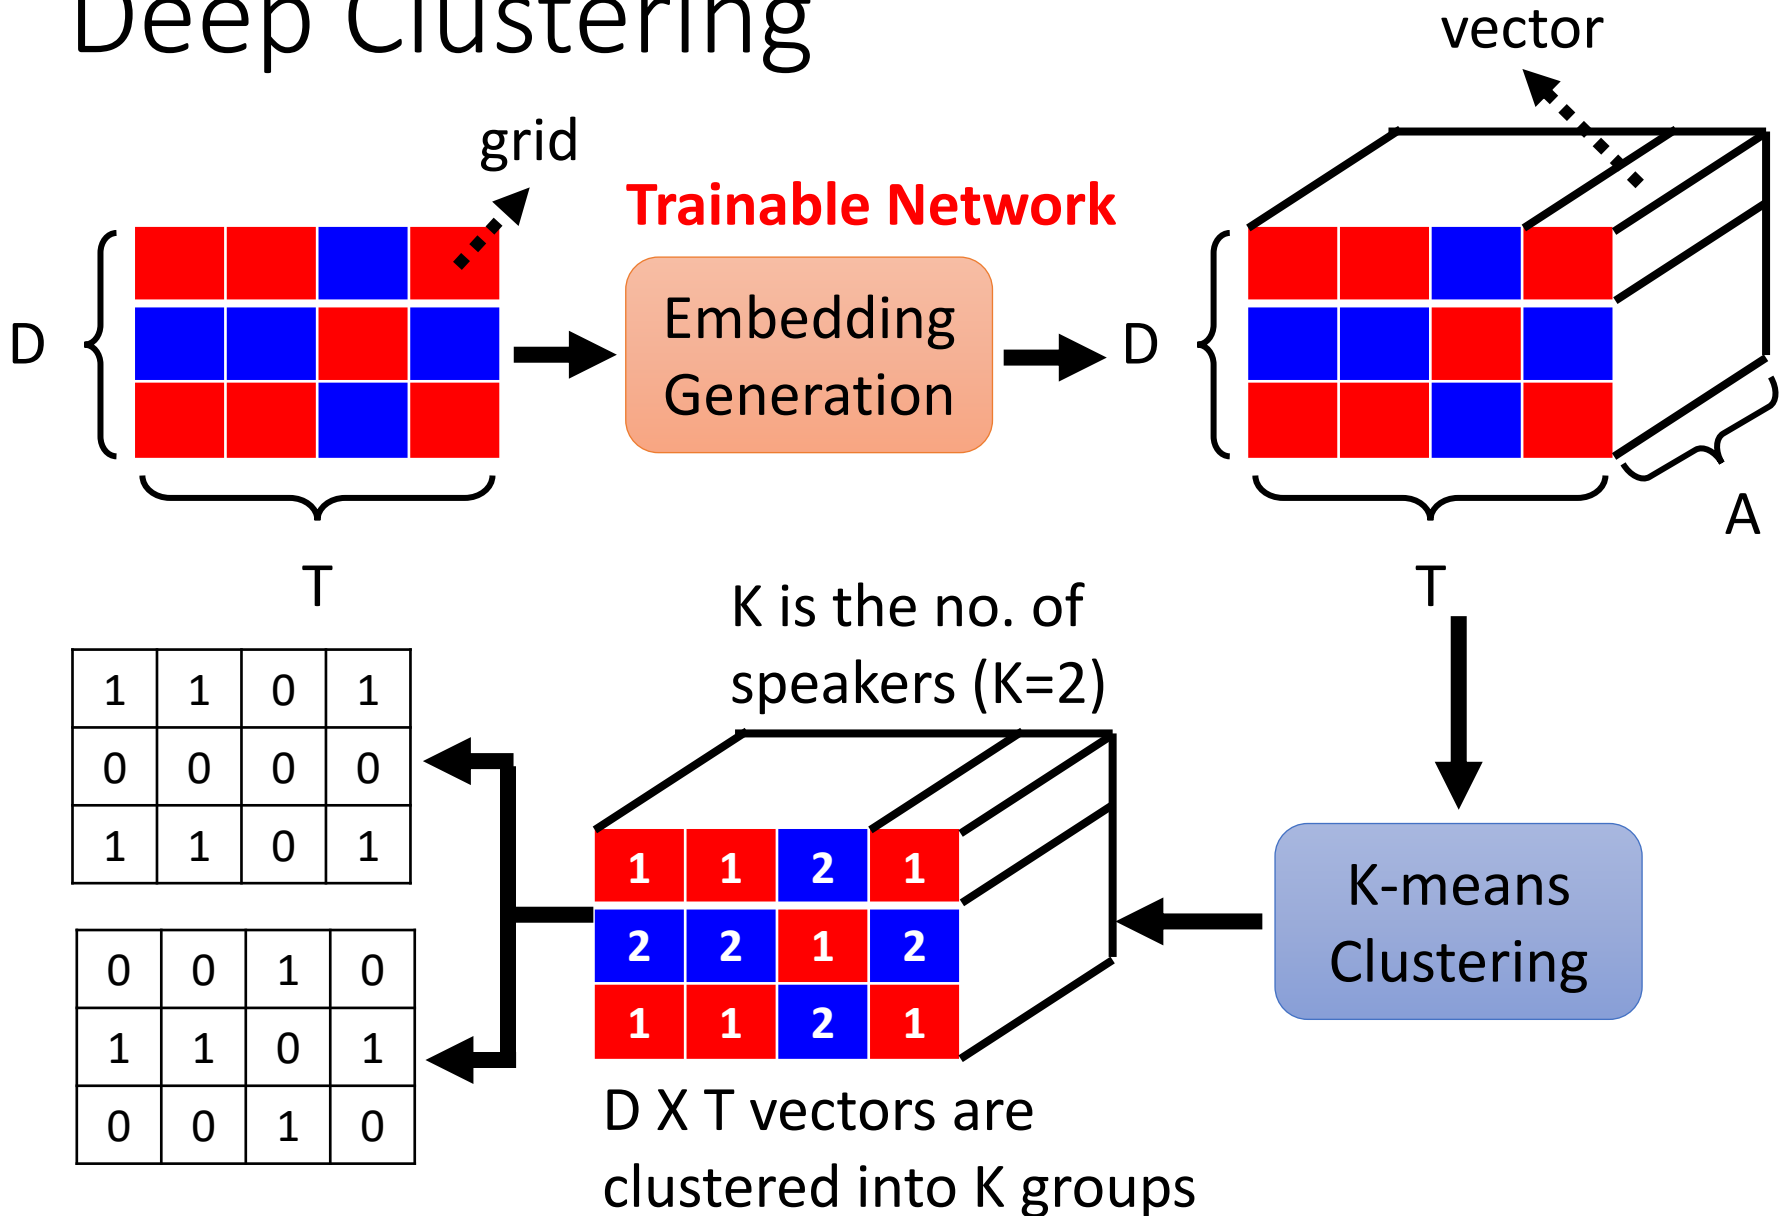 Deep Clustering
vector
grid
Trainable Network
D
Embedding
Generation
D
A
T
T
K is the no. of
speakers (K=2)
1 1 0 1
0 0 0 0
1 1 0 1
1 1 2 1
2 2 1 2
1 1 2 1
K-means
Clustering
0 0 1 0
1 1 0 1
0 0 1 0
D X T vectors are
clustered into K groups